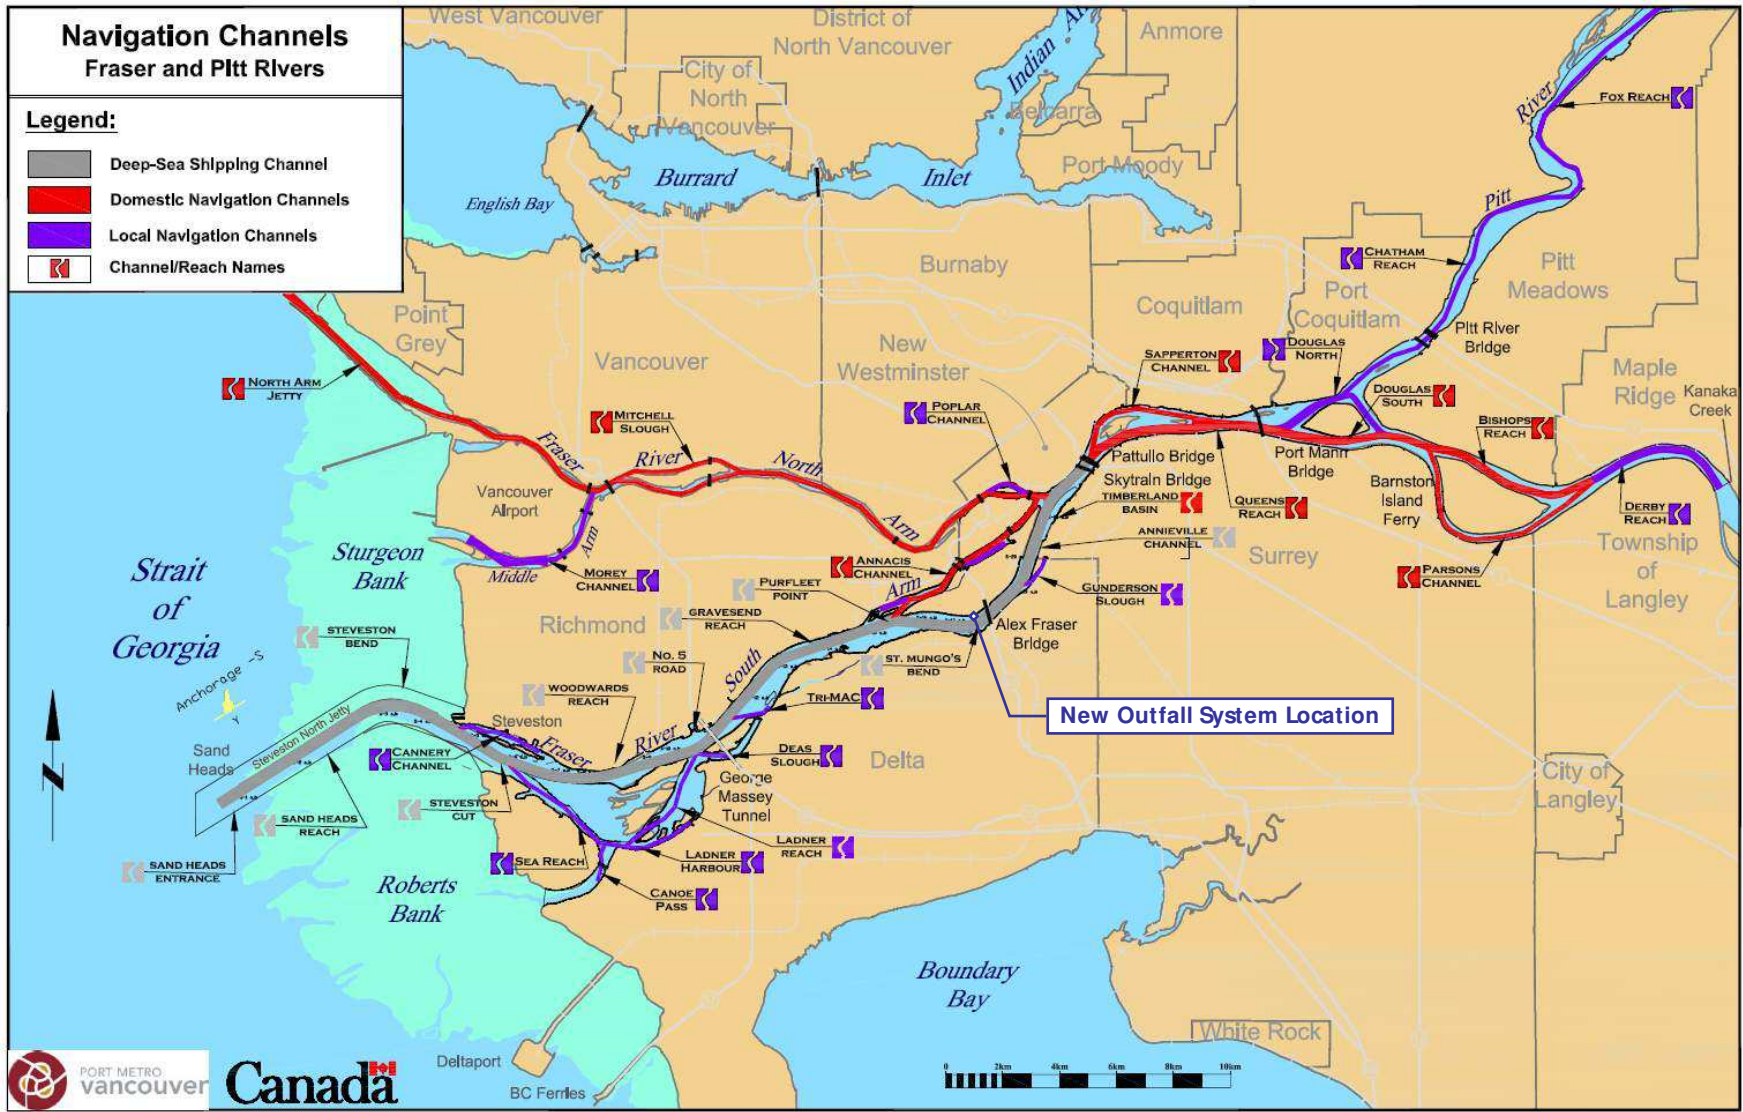 Navigation Channels
Fraser and Pitt Rivers
Legend:
Deep-Sea Shipping Channel
Domestic Navigation Channels
Local Navigation Channels
Channel/Reach Names
West Vancouver
District of
North Vancouver
City of
North
Vancouver
Indian
Anmore
Belcarra
Port Moody
Burrard
Inlet
English Bay
River
FOX REACH
Pitt
CHATHAM
REACH
Pitt
Meadows
Burnaby
Coquitlam
Port
Coquitlam
Pitt River
Bridge
Point
Grey
Vancouver
New
Westminster
SAPPERTON
CHANNEL
DOUGLAS
NORTH
DOUGLAS
SOUTH
Maple
Ridge
Kanaka
Creek
NORTH ARM
JETTY
MITCHELL
SLOUGH
POPLAR
CHANNEL
BISHOPS
REACH
Fraser
River
North
Arm
Pattullo Bridge
Skytrain Bridge
Port Mann
Bridge
Barnston
Island
Ferry
TIMBERLAND
BASIN
QUEENS
REACH
DERBY
REACH
Vancouver
Airport
Arm
Middle
MOREY
CHANNEL
ANNIEVILLE
CHANNEL
Surrey
Township
of
Langley
Sturgeon
Bank
Strait
of
Georgia
ANNACIS
CHANNEL
PURFLEET
POINT
Arm
GUNDERSON
SLOUGH
PARSONS
CHANNEL
GRAVESEND
REACH
Richmond
Alex Fraser
Bridge
STEVESTON
BEND
NO. 5
ROAD
South
ST. MUNGO'S
BEND
Anchorage -S
WOODWARDS
REACH
TRI-MAC
New Outfall System Location
Steveston North Jetty
Steveston
Fraser
River
Sand
Heads
CANNERY
CHANNEL
DEAS
SLOUGH
Delta
George
Massey
Tunnel
City of
Langley
N
STEVESTON
CUT
SAND HEADS
REACH
SAND HEADS
ENTRANCE
SEA REACH
LADNER
HARBOUR
LADNER
REACH
CANOE
PASS
Roberts
Bank
Boundary
Bay
White Rock
Deltaport
BC Ferries
0 2km 4km 6km 8km 10km
PORT METRO
vancouver
Canada